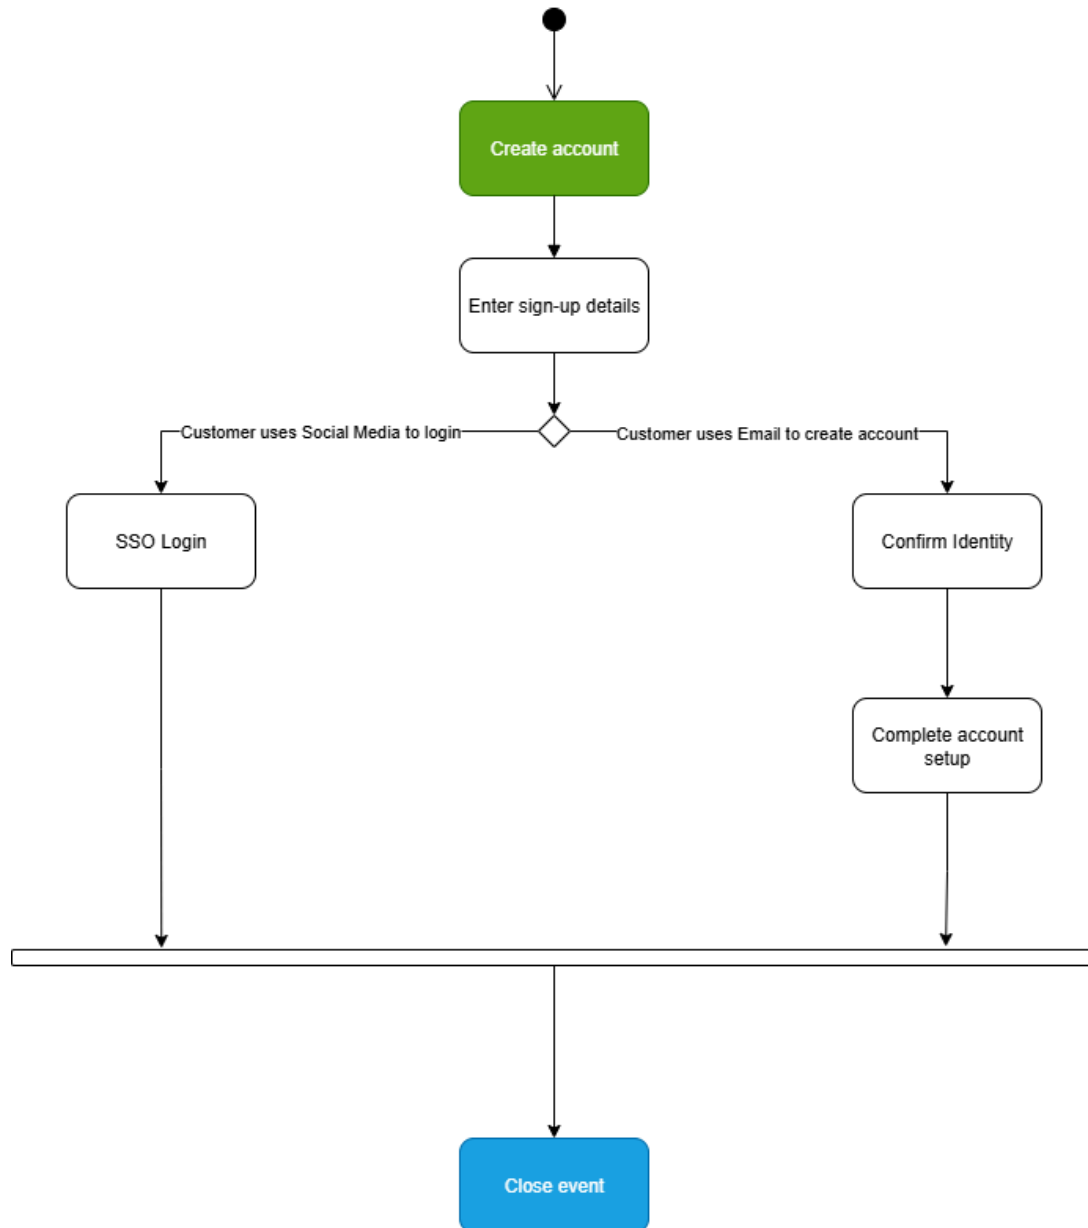 Create account
Enter sign-up details
Customer uses Social Media to login
Customer uses Email to create account
SSO Login
Confirm Identity
Complete account
setup
Close event